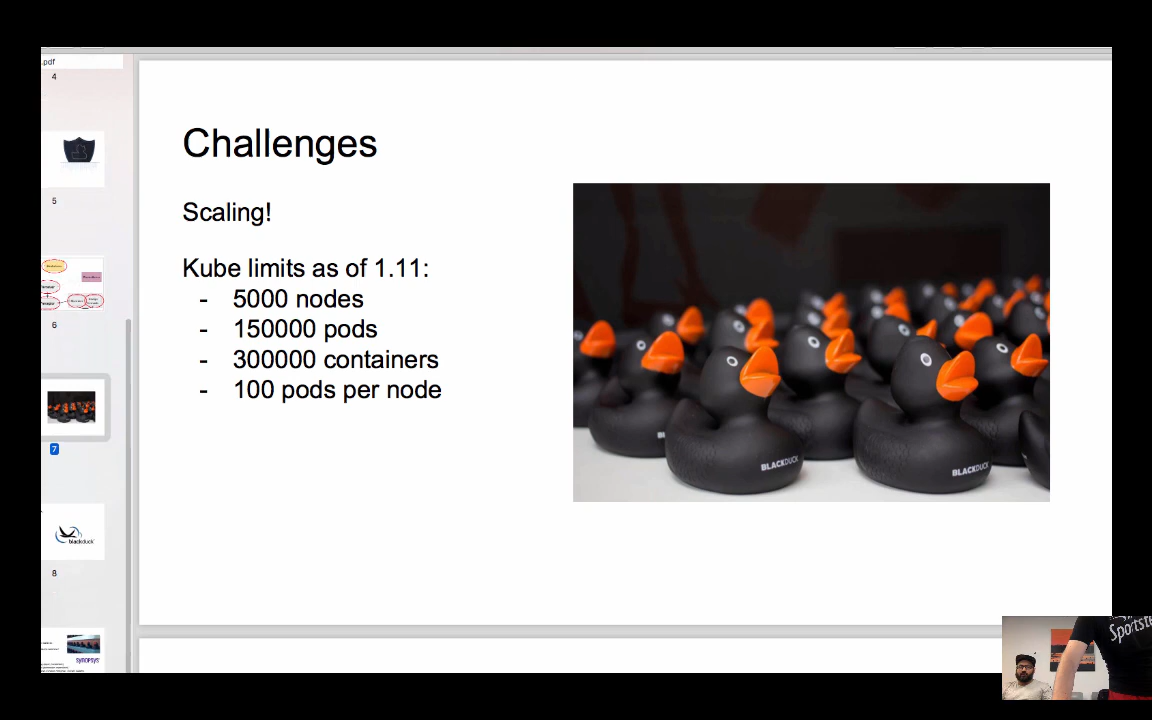 .pdf
4
5
6
7
blackduck
8
SYNOPSYS
Challenges
Scaling!
Kube limits as of 1.11:
- 5000 nodes
- 150000 pods
- 300000 containers
- 100 pods per node
BLACKDUCK
BLACKDUCK
BL